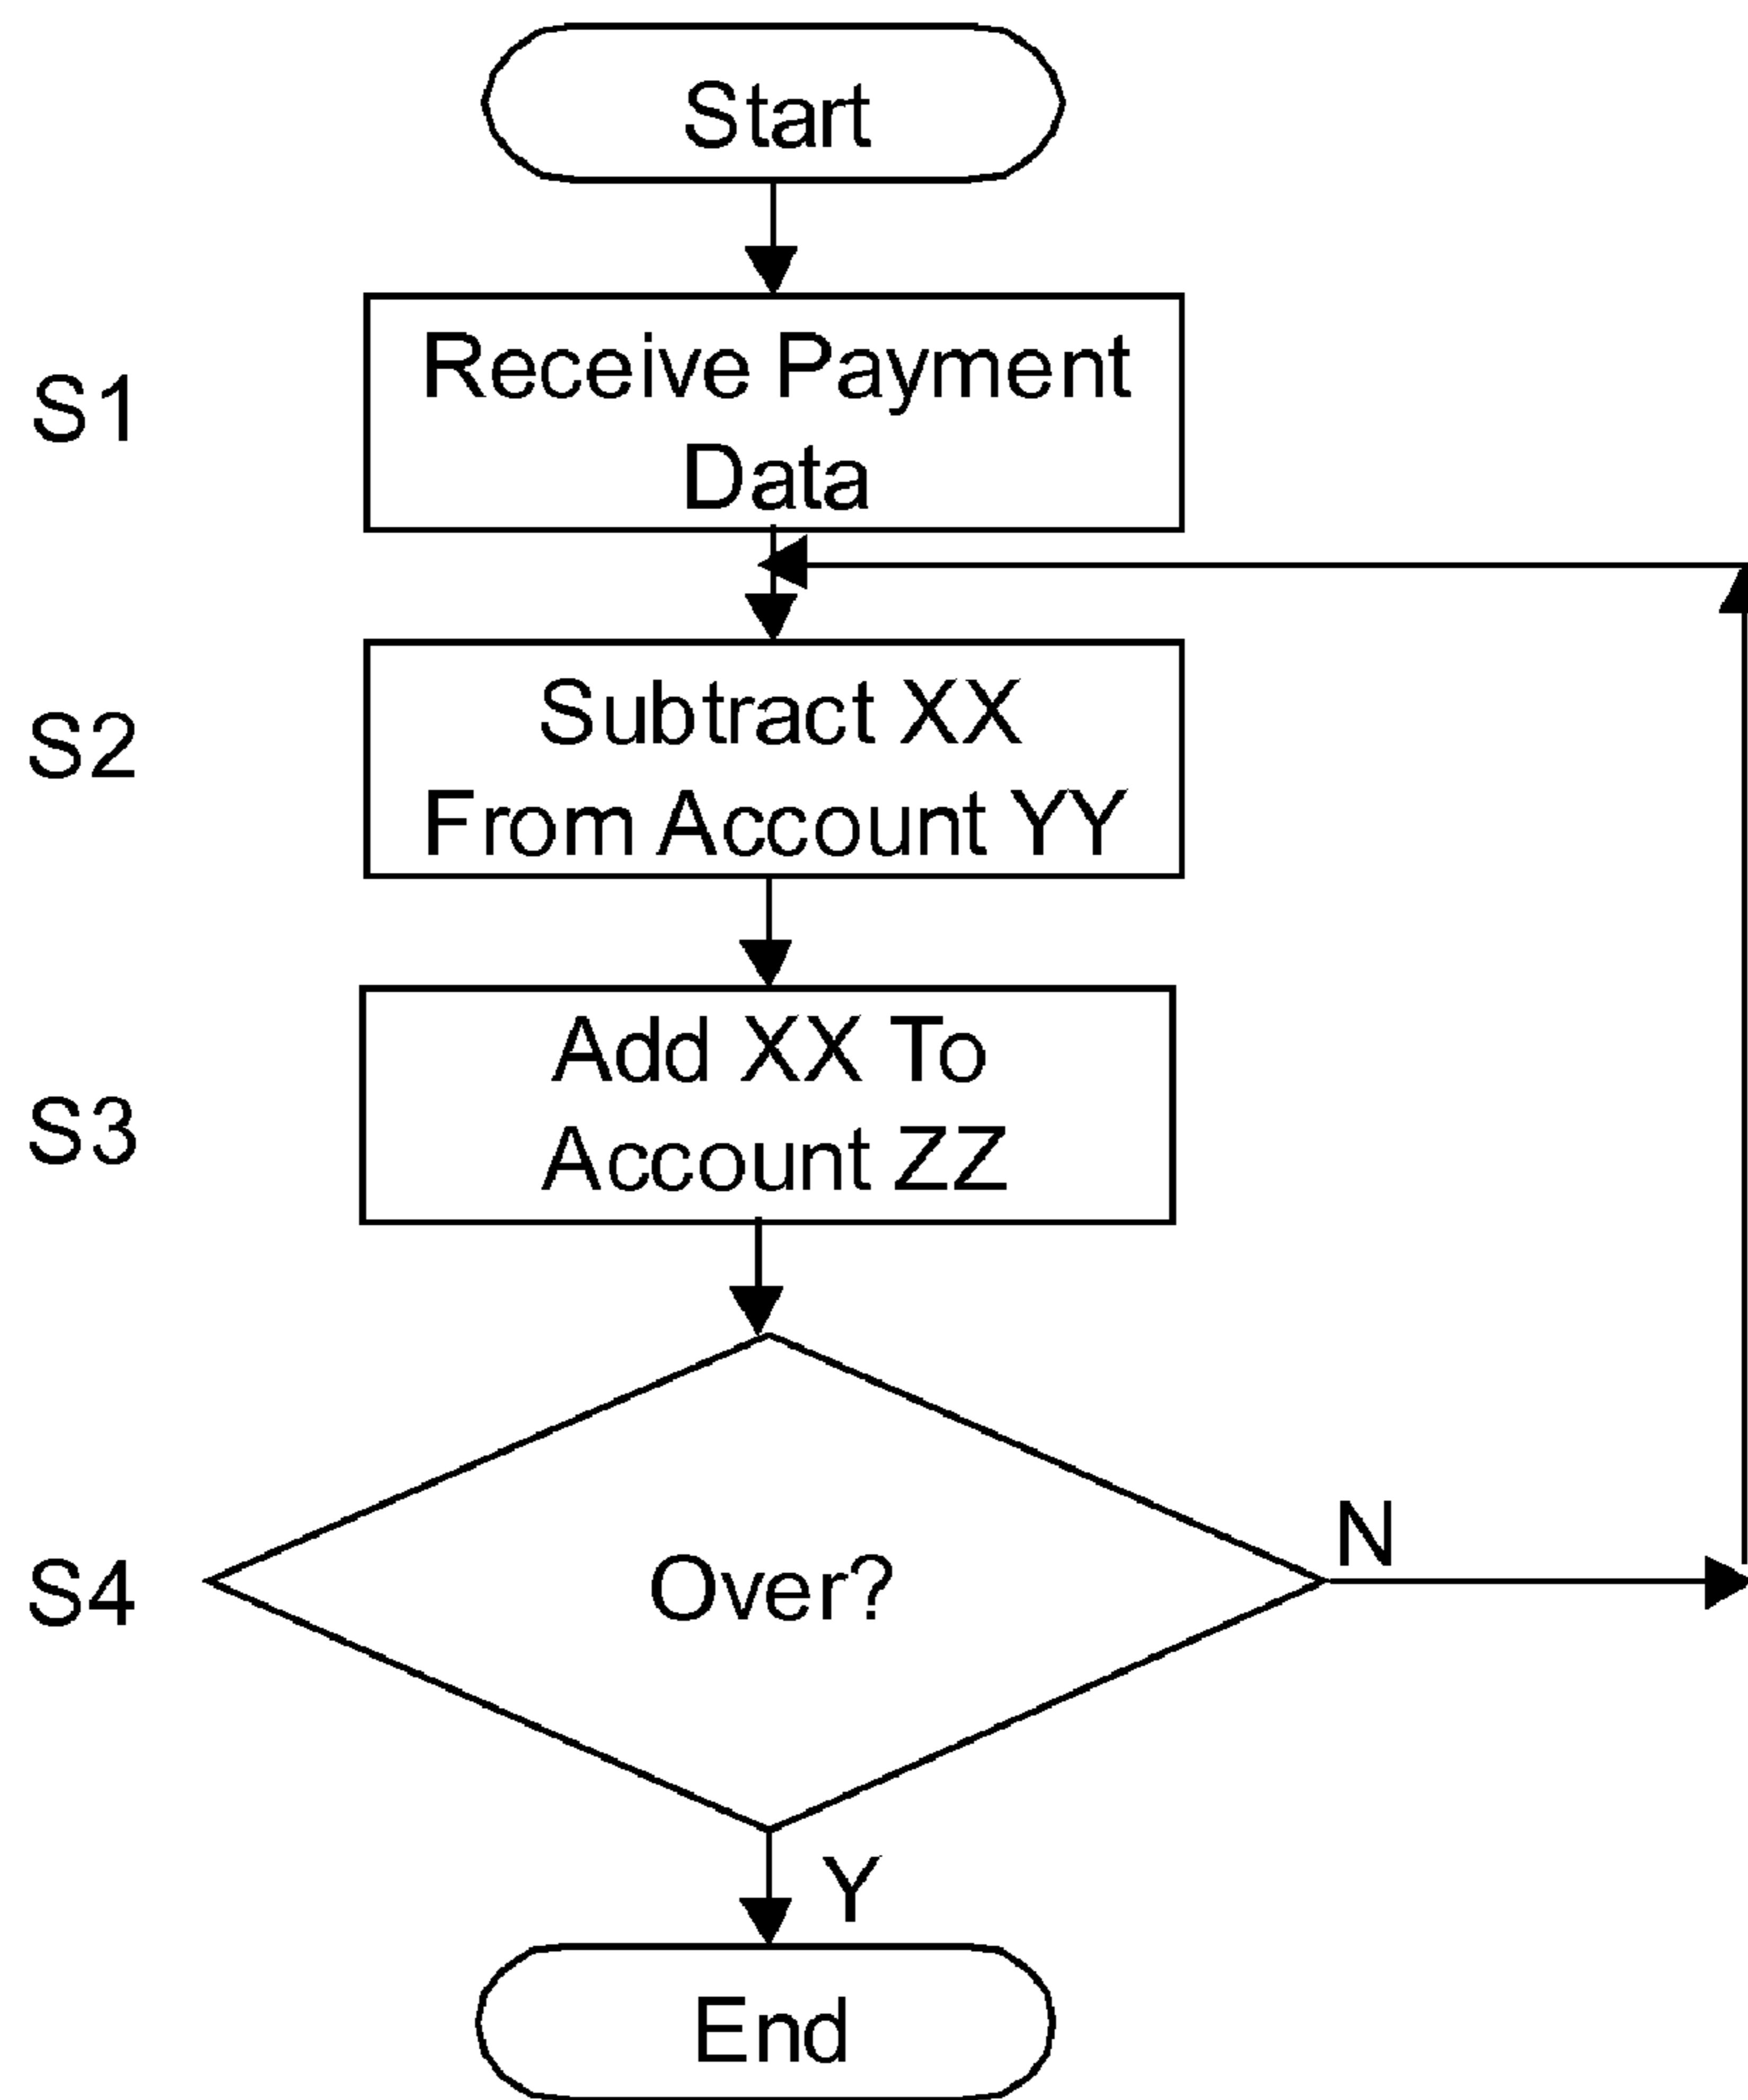 Start
S1
Receive Payment
Data
S2
Subtract XX
From Account YY
S3
Add XX To
Account ZZ
S4
Over?
N
Y
End